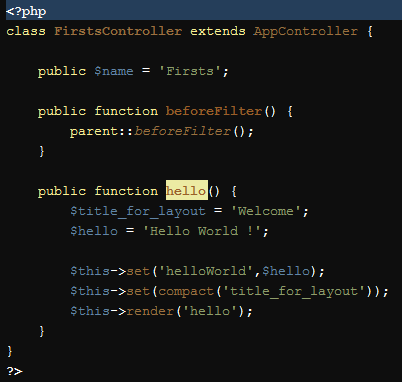 <?php
class FirstsController extends AppController {
public $name = 'Firsts';
public function beforeFilter() {
parent::beforeFilter();
}
public function hello() {
$title_for_layout = 'Welcome';
$hello = 'Hello World !';
$this->set('helloWorld',$hello);
$this->set(compact('title_for_layout'));
$this->render('hello');
}
}
?>